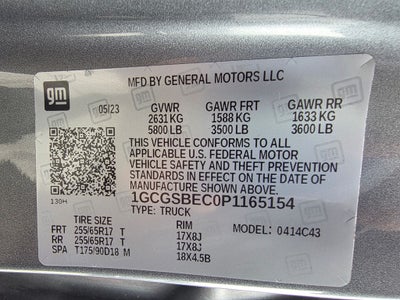 gm
MFD BY GENERAL MOTORS LLC
05/23 GVWR GAWR FRT GAWR RR
2631 KG 1588 KG 1633 KG
5800 LB 3500 LB 3600 LB
THIS VEHICLE CONFORMS TO ALL
APPLICABLE U.S. FEDERAL MOTOR
VEHICLE SAFETY AND THEFT PREVENTION
STANDARDS IN EFFECT ON THE DATE OF
MANUFACTURE SHOWN ABOVE.
1GCGSBEC0P1165154
130H TYPE: TRUCK
TIRE SIZE RIM MODEL: 0414C43
FRT 255/65R17 T 17X8J
RR 255/65R17 T 17X8J
SPA T175/90D18 M 18X4.5B